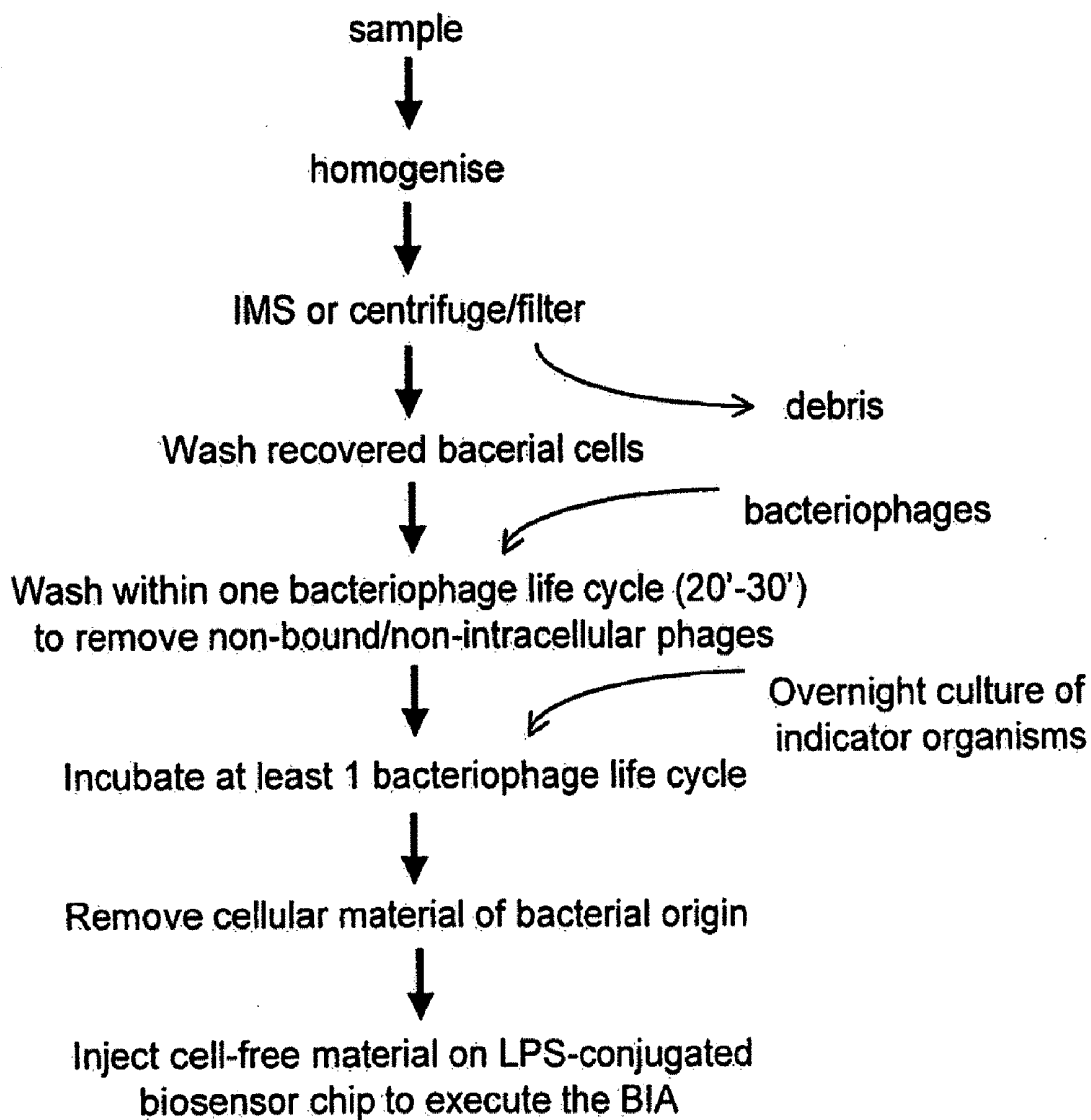 sample
homogenise
IMS or centrifuge/filter
debris
Wash recovered bacerial cells
bacteriophages
Wash within one bacteriophage life cycle (20'-30')
to remove non-bound/non-intracellular phages
Overnight culture of
indicator organisms
Incubate at least 1 bacteriophage life cycle
Remove cellular material of bacterial origin
Inject cell-free material on LPS-conjugated
biosensor chip to execute the BIA